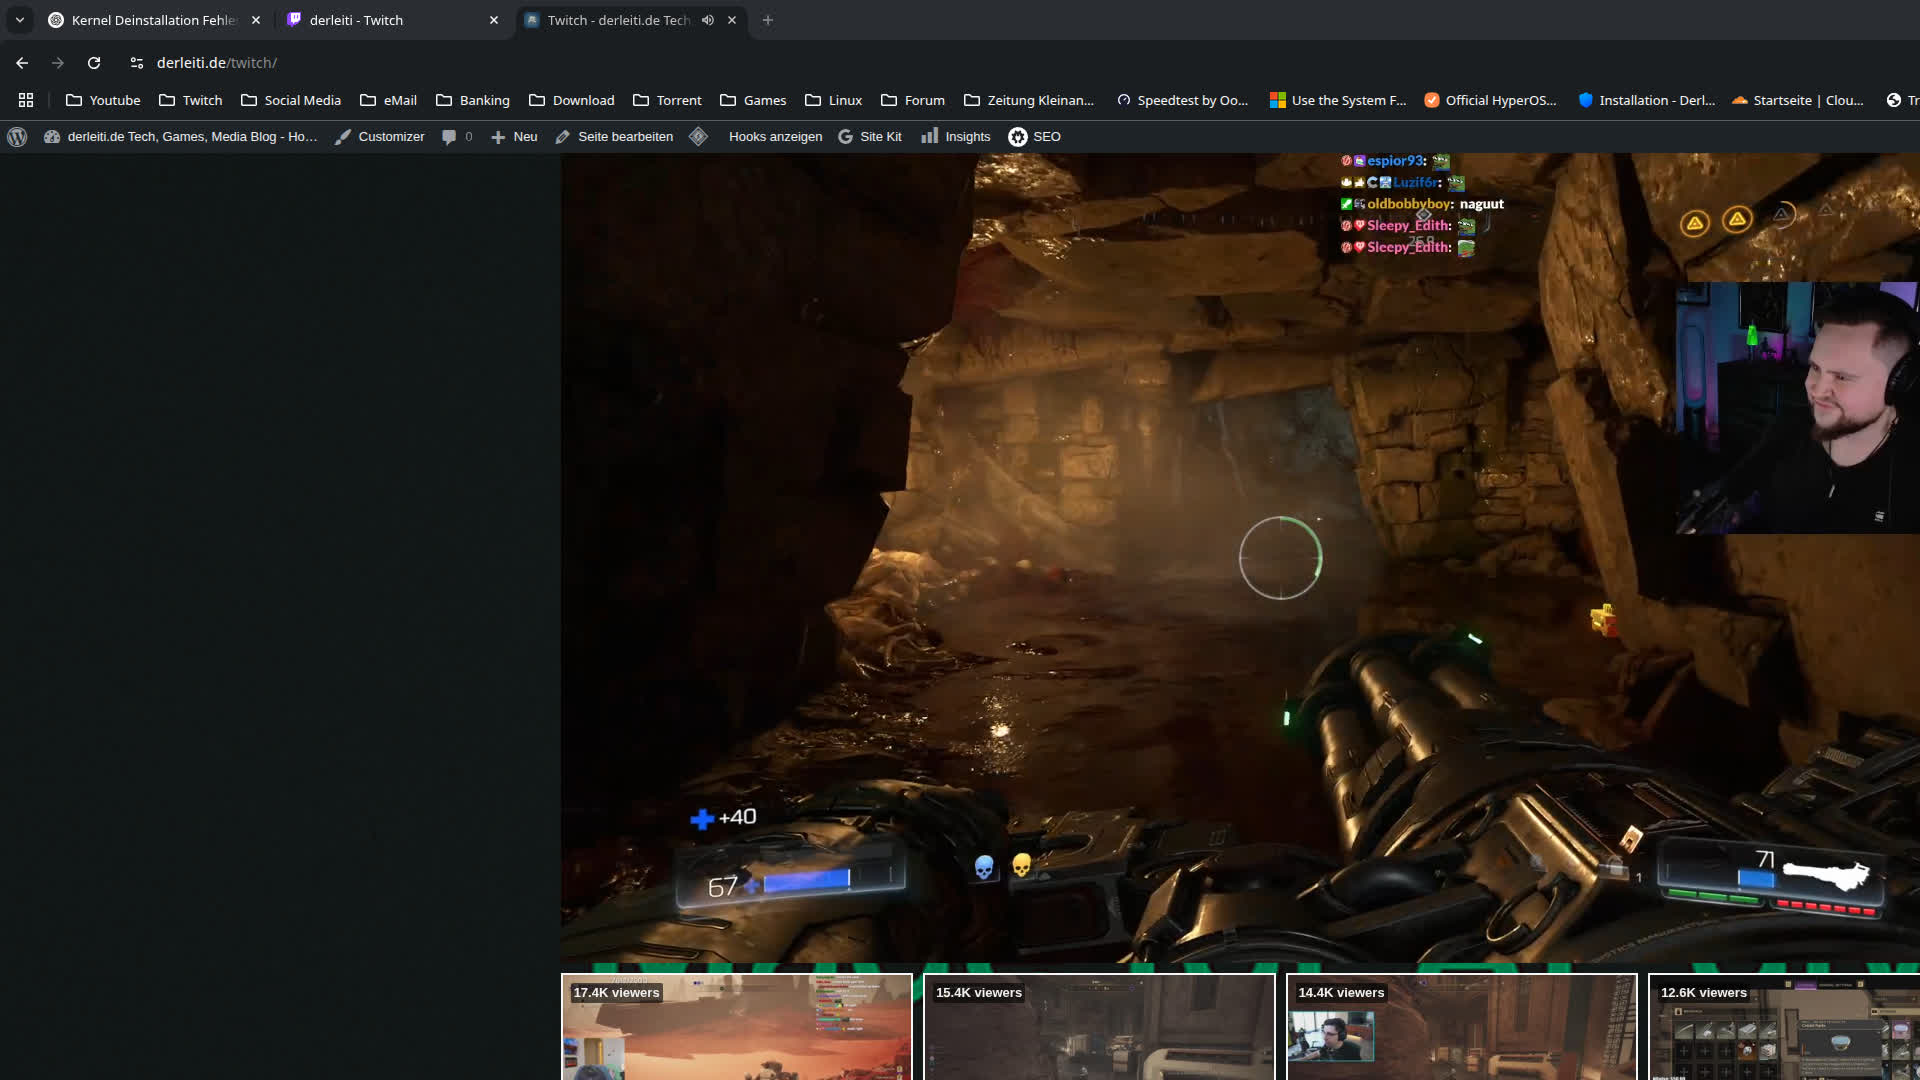 Kernel Deinstallation Fehle
derleiti - Twitch
Twitch - derleiti.de Tech
derleiti.de/twitch/
Youtube
Twitch
Social Media
eMail
Banking
Download
Torrent
Games
Linux
Forum
Zeitung Kleinan...
Speedtest by Oo...
Use the System F...
Official HyperOS...
Installation - Derl...
Startseite | Clou...
Tr
derleiti.de Tech, Games, Media Blog - Ho...
Customizer
0
Neu
Seite bearbeiten
Hooks anzeigen
Site Kit
Insights
SEO
espior93:
Luzif6r:
oldbobbyboy: naguut
Sleepy_Edith:
Sleepy_Edith:
+40
67
71
1
17.4K viewers
15.4K viewers
14.4K viewers
12.6K viewers